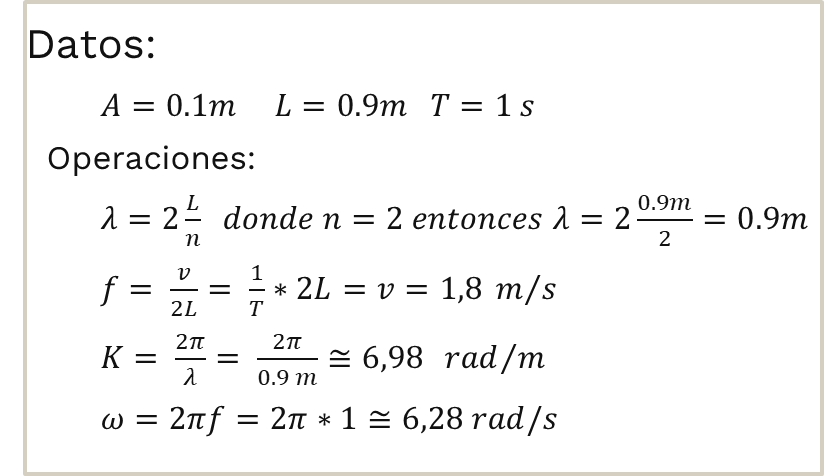 Datos:
A = 0.1m L = 0.9m T = 1 s
Operaciones:
λ = 2 L/n donde n = 2 entonces λ = 2 0.9m/2 = 0.9m
f = v/2L = 1/T * 2L = v = 1,8 m/s
K = 2π/λ = 2π/0.9 m ≅ 6,98 rad/m
ω = 2πf = 2π * 1 ≅ 6,28 rad/s